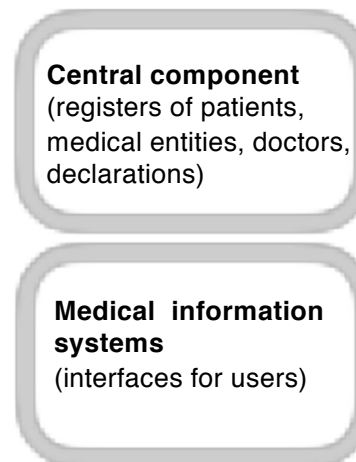 Central component
(registers of patients,
medical entities, doctors,
declarations)
Medical information
systems
(interfaces for users)